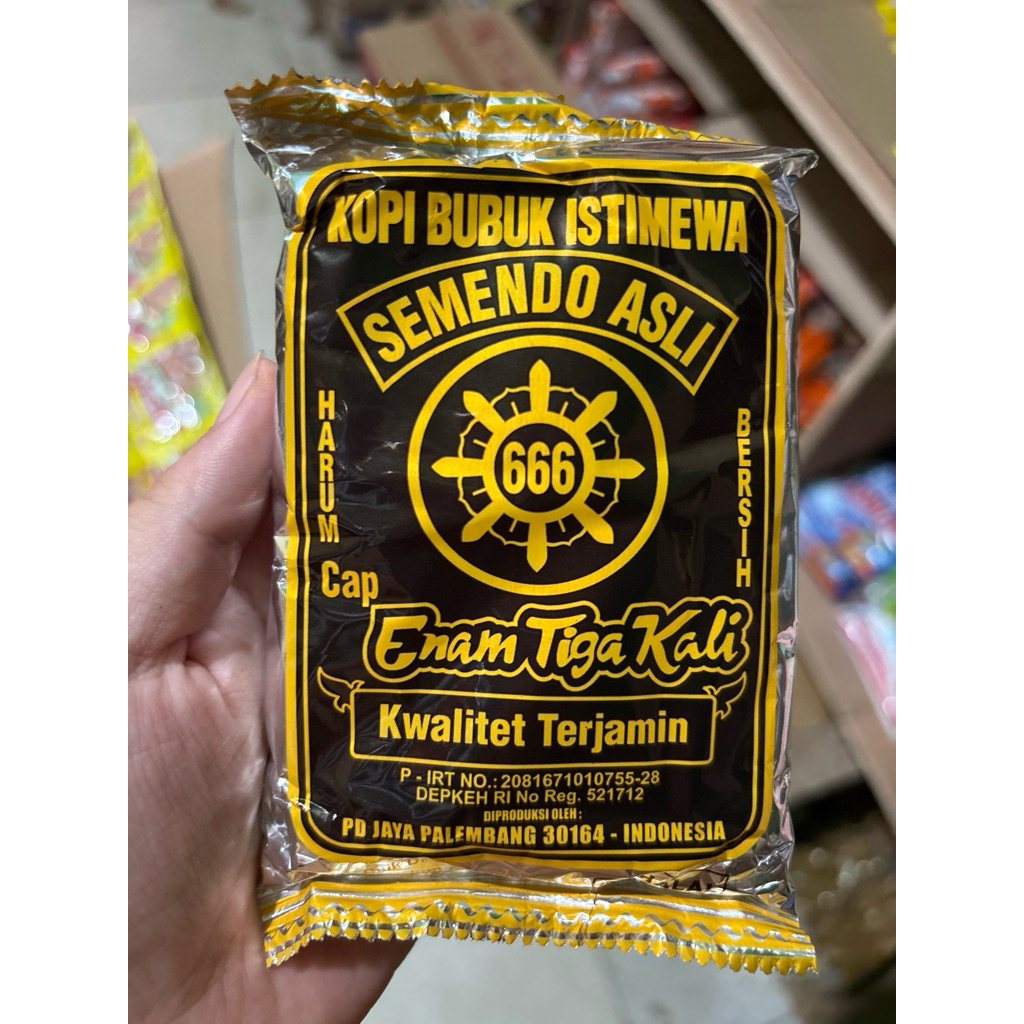 KOPI BUBUK ISTIMEWA
SEMENDO ASLI
666
HARUM
BERSIH
Cap
Enam Tiga Kali
Kwalitet Terjamin
P - IRT NO.: 2081671010755-28
DEPKEH RI No Reg. 521712
DIPRODUKSI OLEH :
PD JAYA PALEMBANG 30164 - INDONESIA